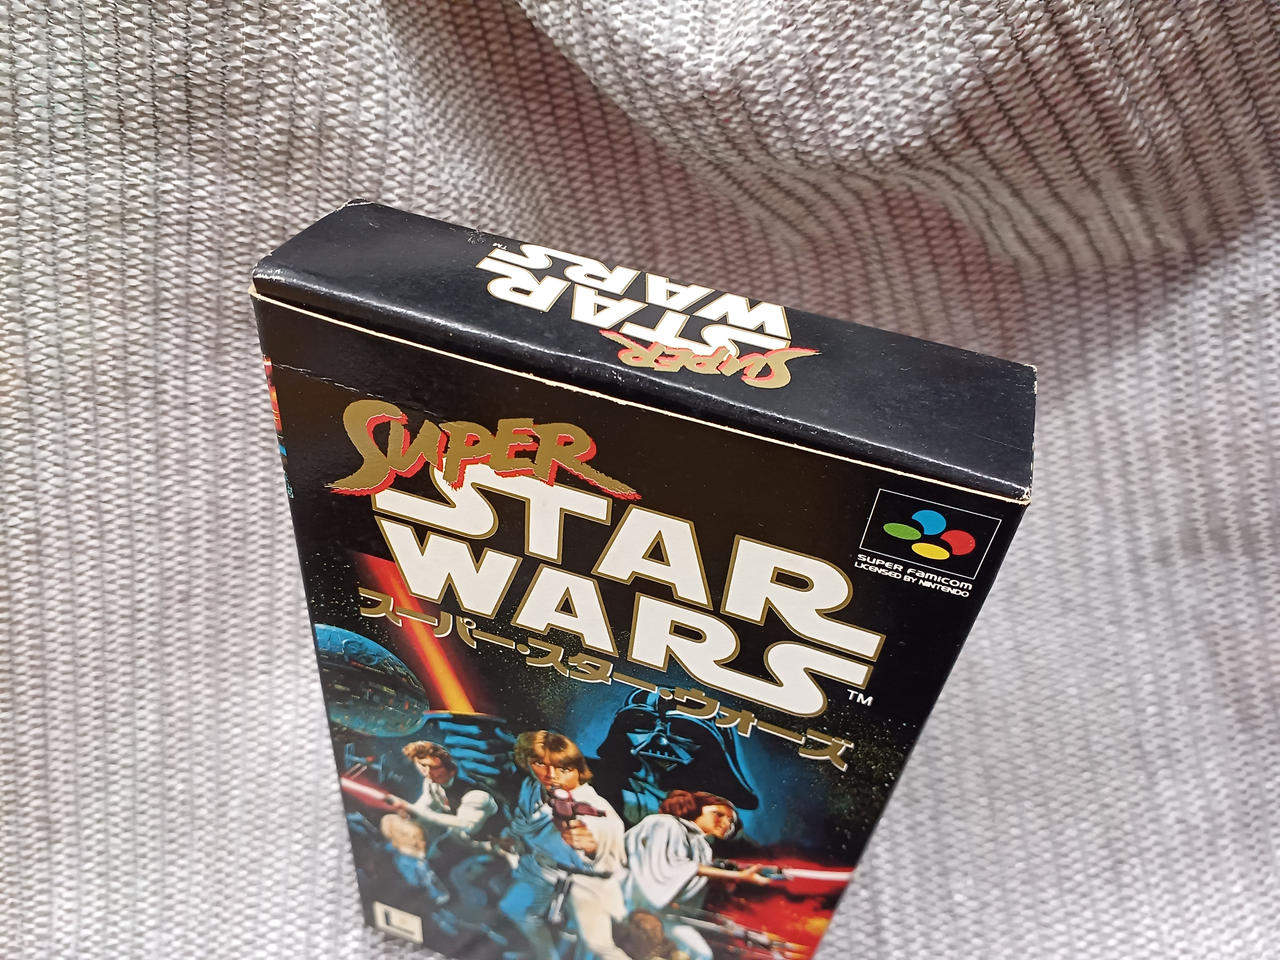 SUPER
STAR
WARS
TM
SUPER
STAR
WARS
TM
スーパー・スター・ウォーズ
SUPER FAMICOM
LICENSED BY NINTENDO